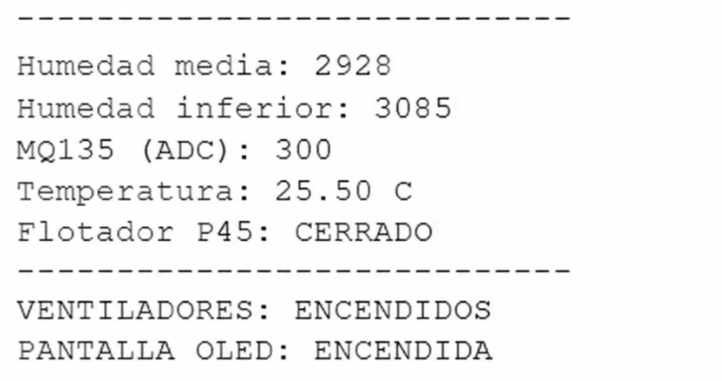 ----------------------------
Humedad media: 2928
Humedad inferior: 3085
MQ135 (ADC): 300
Temperatura: 25.50 C
Flotador P45: CERRADO
----------------------------
VENTILADORES: ENCENDIDOS
PANTALLA OLED: ENCENDIDA